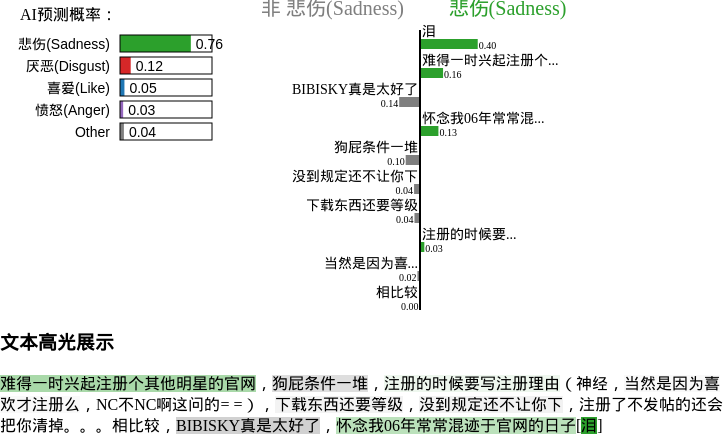 AI预测概率：
悲伤(Sadness) 0.76
厌恶(Disgust) 0.12
喜爱(Like) 0.05
愤怒(Anger) 0.03
Other 0.04
非 悲伤(Sadness) 悲伤(Sadness)
泪
0.40
难得一时兴起注册个...
0.16
BIBISKY真是太好了
0.14
怀念我06年常常混...
0.13
狗屁条件一堆
0.10
没到规定还不让你下
0.04
下载东西还要等级
0.04
注册的时候要...
0.03
当然是因为喜...
0.02
相比较
0.00
文本高光展示
难得一时兴起注册个其他明星的官网，狗屁条件一堆，注册的时候要写注册理由（神经，当然是因为喜
欢才注册么，NC不NC啊这问的= =），下载东西还要等级，没到规定还不让你下，注册了不发帖的还会
把你清掉。。。相比较，BIBISKY真是太好了，怀念我06年常常混迹于官网的日子[泪]